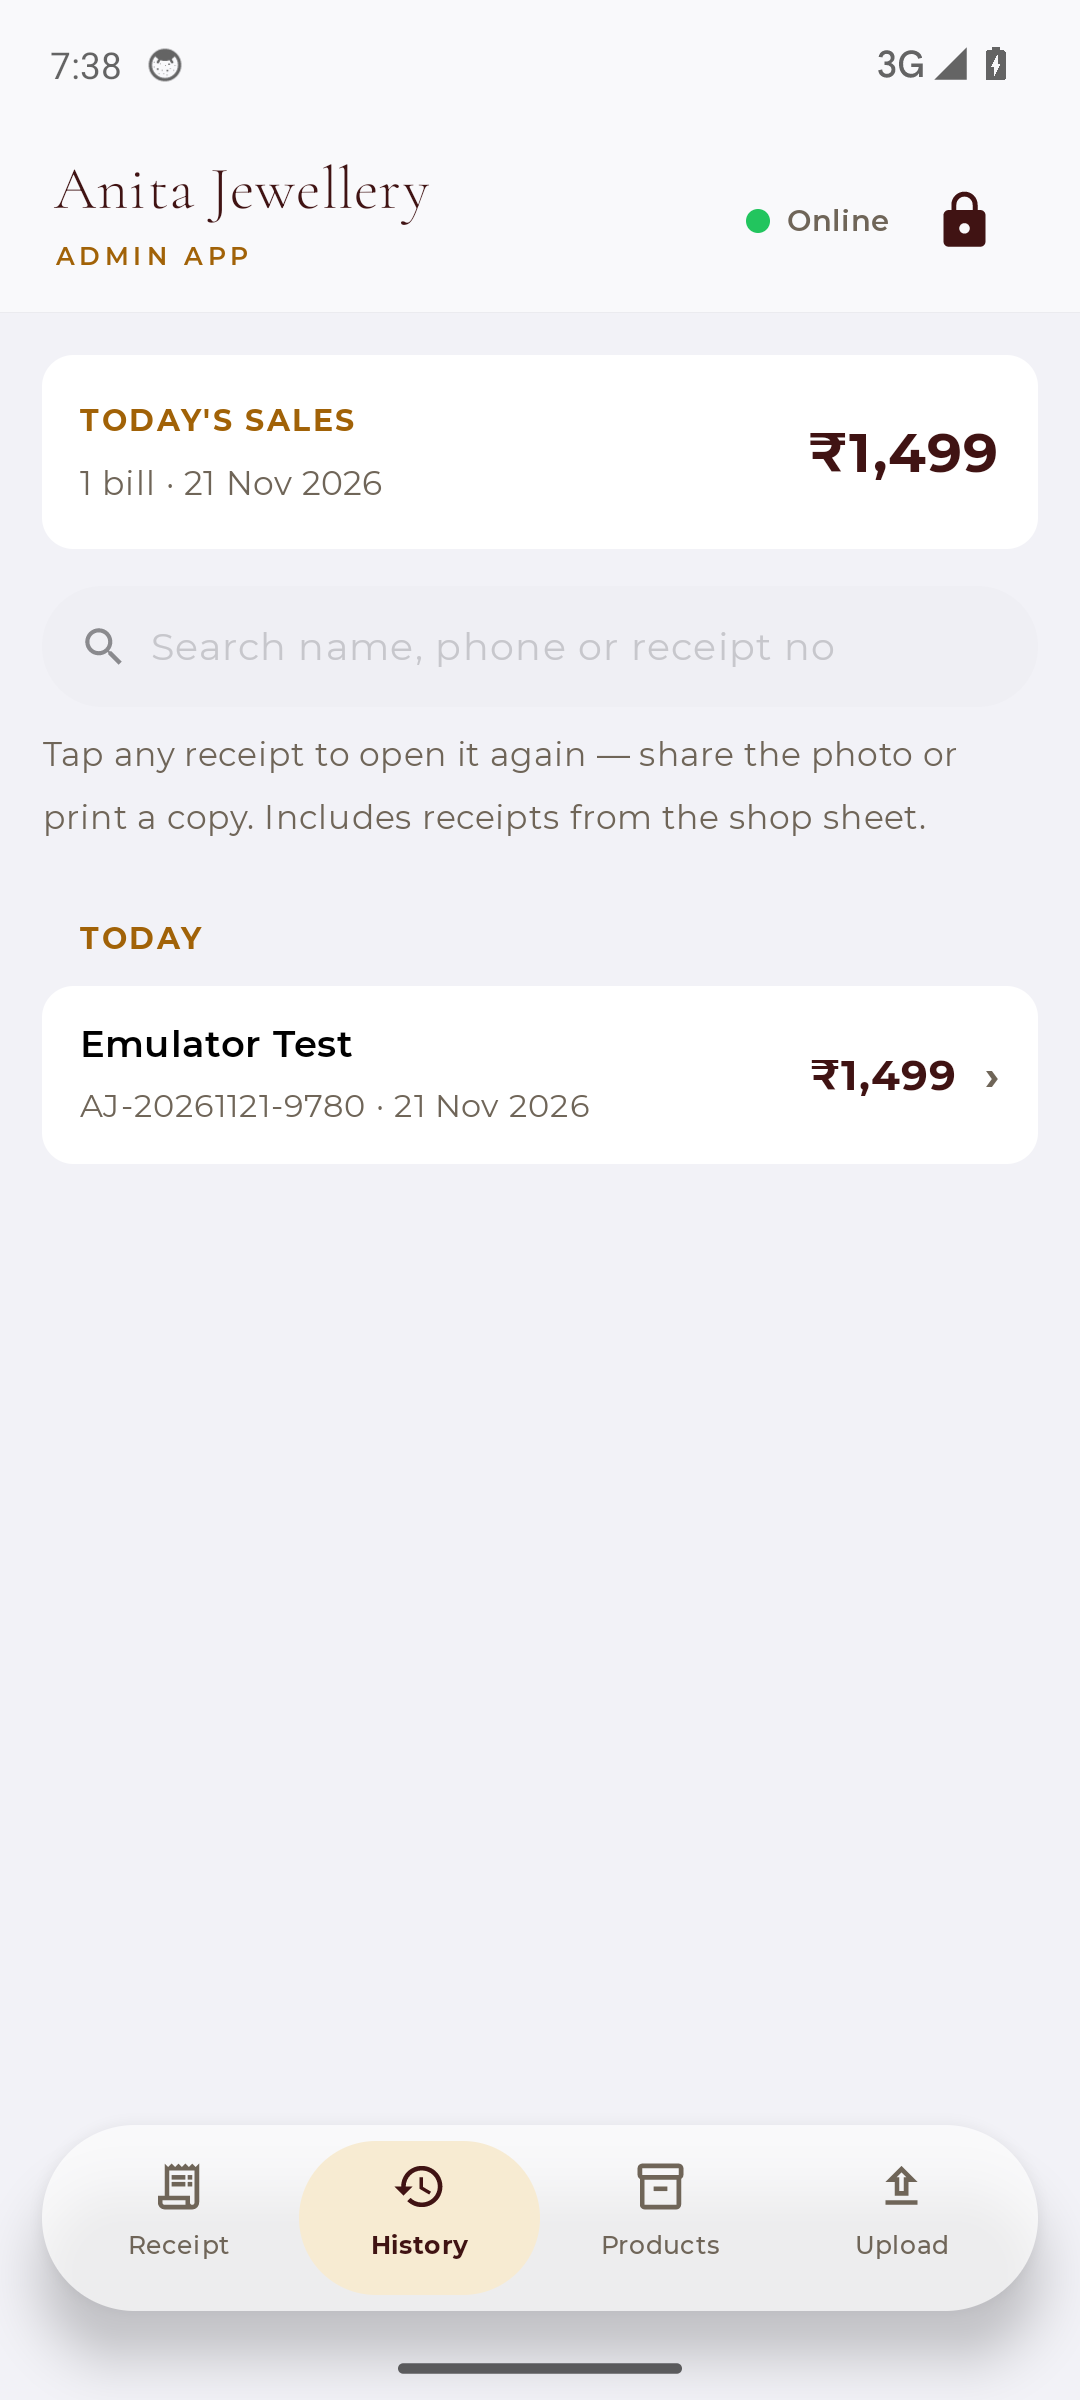 7:38
3G
Anita Jewellery
ADMIN APP
Online
TODAY'S SALES
1 bill · 21 Nov 2026
₹1,499
Search name, phone or receipt no
Tap any receipt to open it again — share the photo or
print a copy. Includes receipts from the shop sheet.
TODAY
Emulator Test
AJ-20261121-9780 · 21 Nov 2026
₹1,499 ›
Receipt
History
Products
Upload